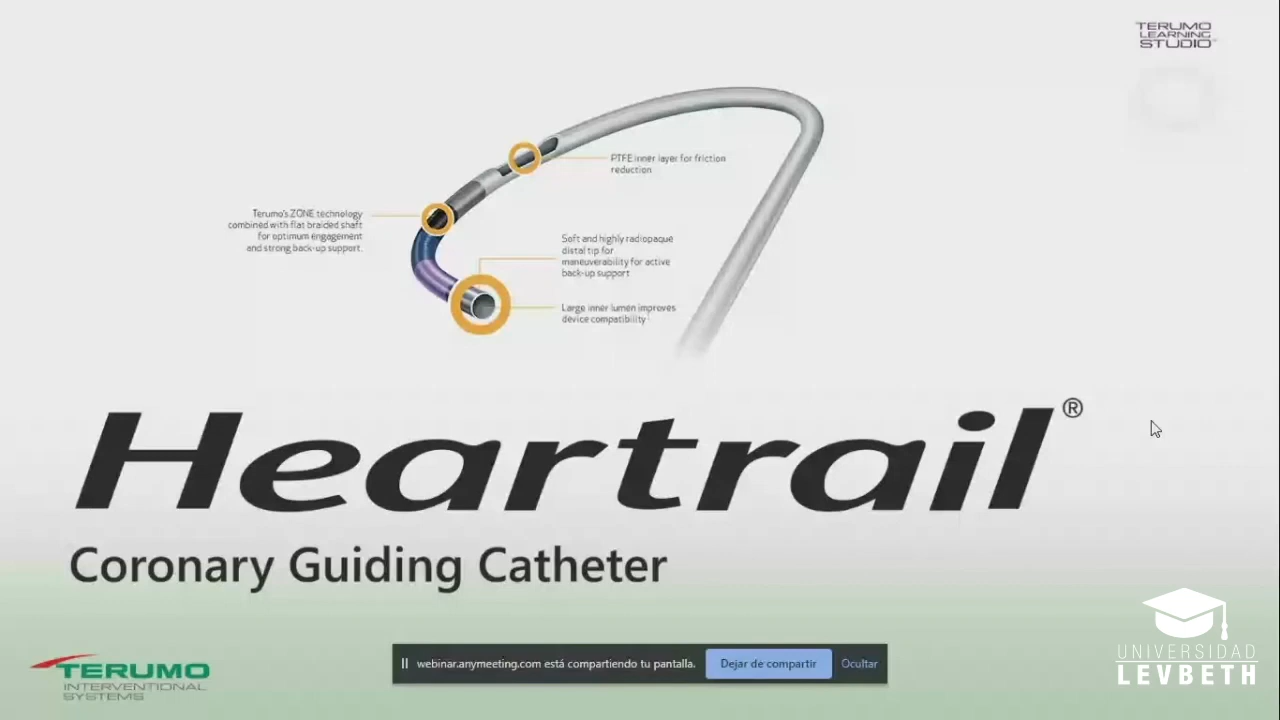 TERUMO
LEARNING
STUDIO
PTFE inner layer for friction
reduction
Terumo's ZONE technology
combined with flat braided shaft
for optimum engagement
and strong back-up support.
Soft and highly radiopaque
distal tip for
maneuverability for active
back-up support
Large inner lumen improves
device compatibility
Heartrail®
Coronary Guiding Catheter
TERUMO
INTERVENTIONAL
SYSTEMS
webinar.anymeeting.com está compartiendo tu pantalla.
Dejar de compartir
Ocultar
UNIVERSIDAD
LEVBETH